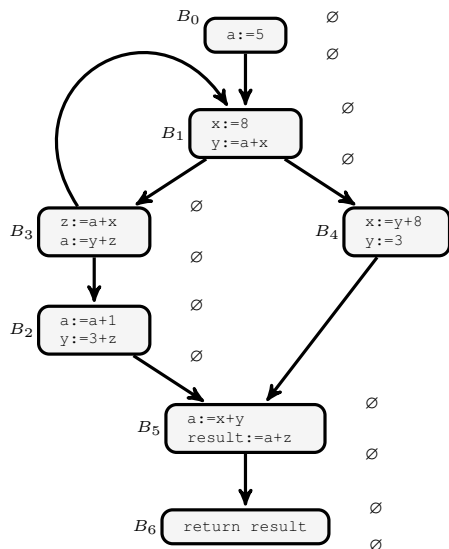 B0
a:=5
∅
∅
B1
x:=8
y:=a+x
∅
∅
B3
z:=a+x
a:=y+z
∅
∅
B4
x:=y+8
y:=3
B2
a:=a+1
y:=3+z
∅
∅
B5
a:=x+y
result:=a+z
∅
∅
B6
return result
∅
∅